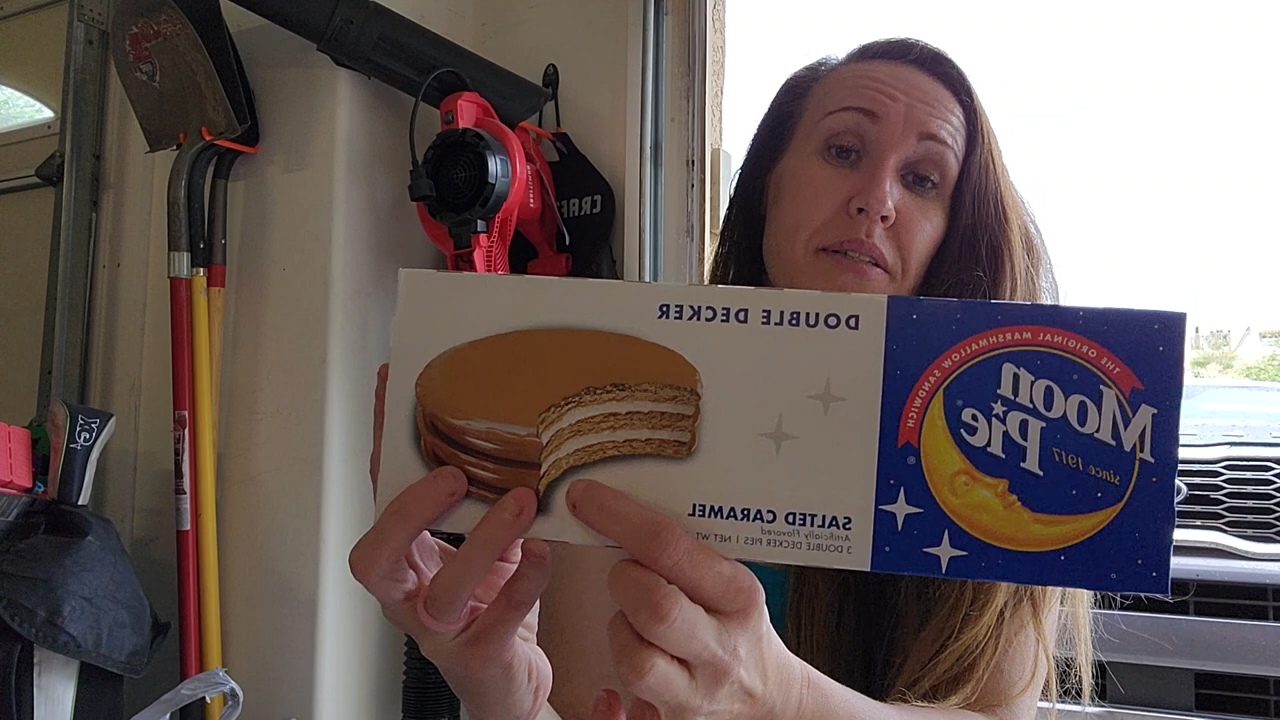 CRAF
DOUBLE DECKER
THE ORIGINAL MARSHMALLOW SANDWICH
Moon
Pie
since 1917
®
SALTED CARAMEL
Artificially Flavored
3 DOUBLE DECKER PIES | NET WT